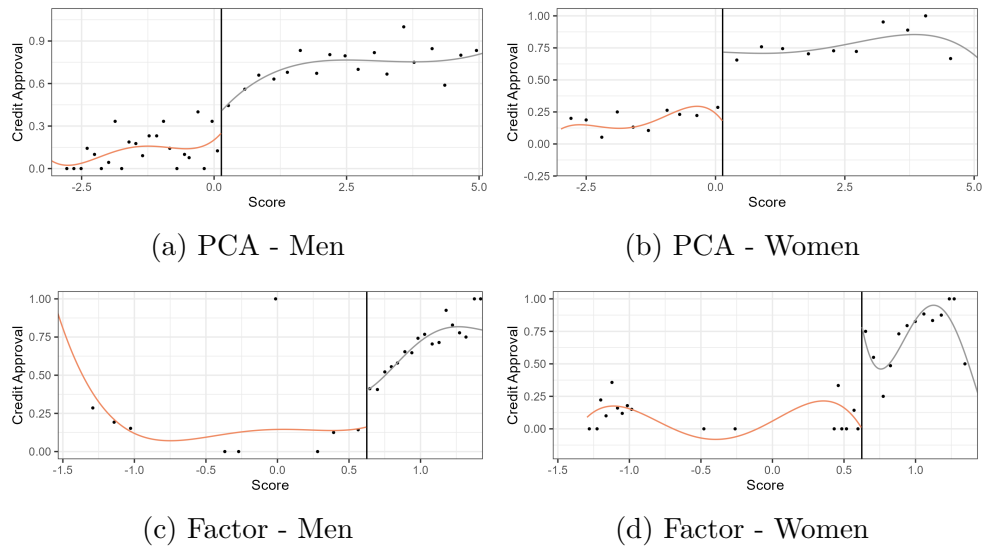 Credit Approval
0.9
0.6
0.3
0.0
-2.5 0.0 2.5 5.0
Score
(a) PCA - Men
Credit Approval
1.00
0.75
0.50
0.25
0.00
-0.25
-2.5 0.0 2.5 5.0
Score
(b) PCA - Women
Credit Approval
1.00
0.75
0.50
0.25
0.00
-1.5 -1.0 -0.5 0.0 0.5 1.0
Score
(c) Factor - Men
Credit Approval
1.00
0.75
0.50
0.25
0.00
-1.5 -1.0 -0.5 0.0 0.5 1.0
Score
(d) Factor - Women